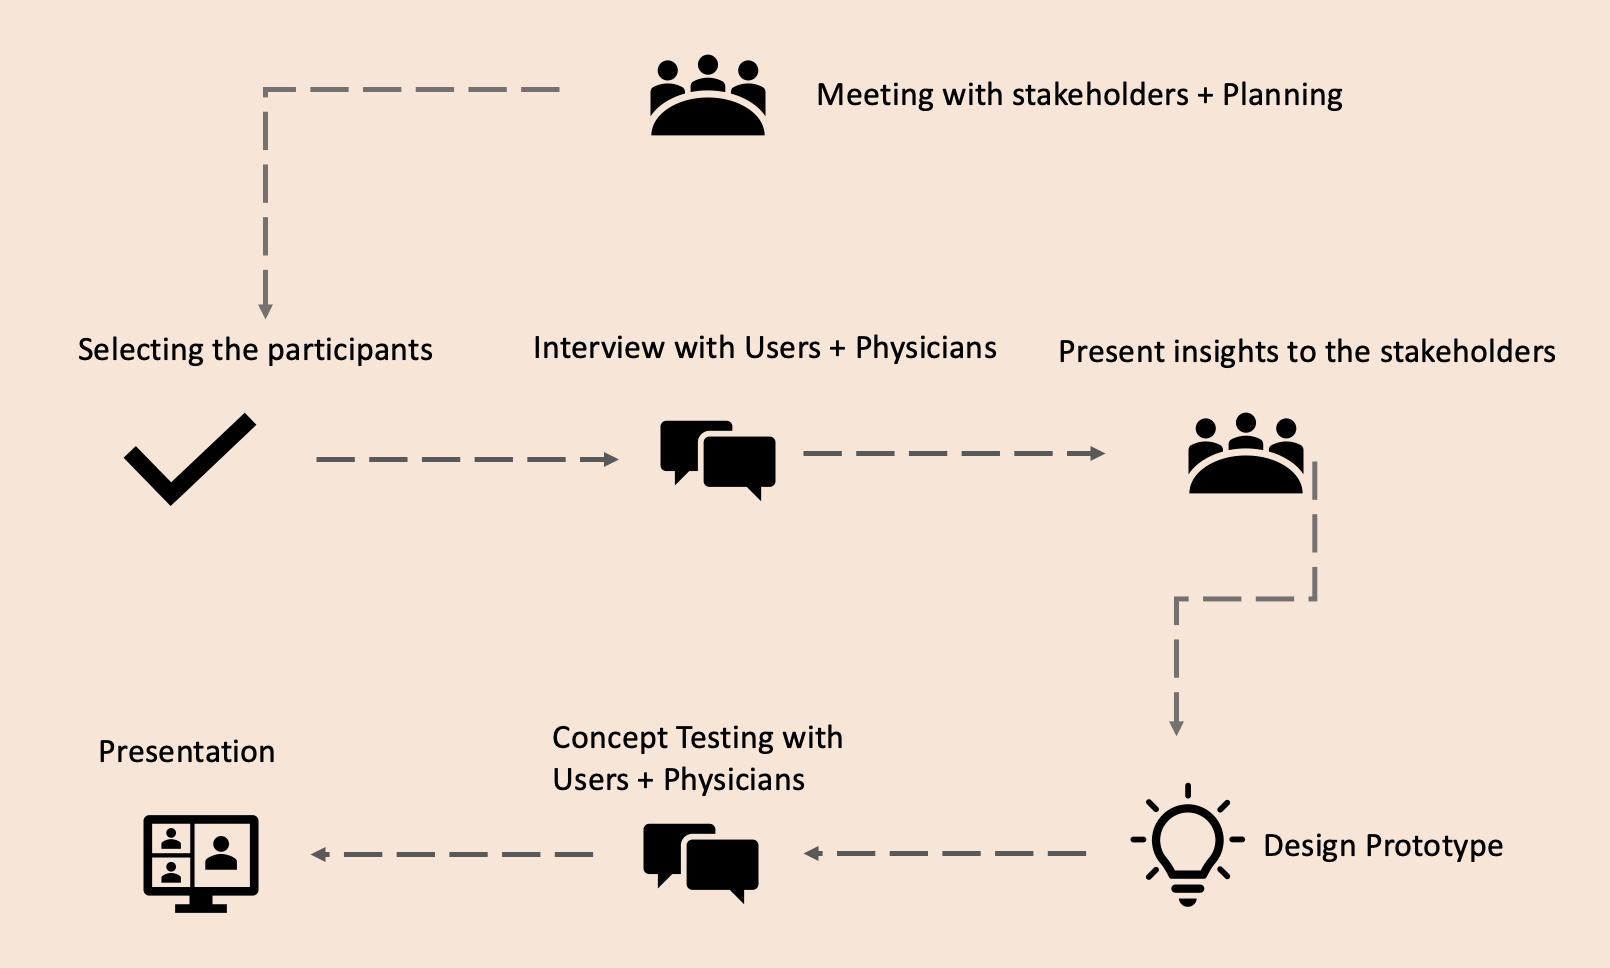 Meeting with stakeholders + Planning
Selecting the participants
Interview with Users + Physicians
Present insights to the stakeholders
Design Prototype
Concept Testing with
Users + Physicians
Presentation